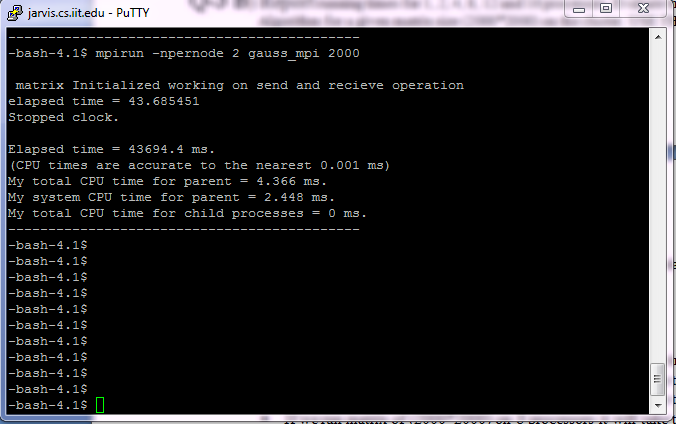 jarvis.cs.iit.edu - PuTTY
-bash-4.1$ mpirun -npernode 2 gauss_mpi 2000
matrix Initialized working on send and recieve operation
elapsed time = 43.685451
Stopped clock.
Elapsed time = 43694.4 ms.
(CPU times are accurate to the nearest 0.001 ms)
My total CPU time for parent = 4.366 ms.
My system CPU time for parent = 2.448 ms.
My total CPU time for child processes = 0 ms.
--------------------------------------------
-bash-4.1$
-bash-4.1$
-bash-4.1$
-bash-4.1$
-bash-4.1$
-bash-4.1$
-bash-4.1$
-bash-4.1$
-bash-4.1$
-bash-4.1$
-bash-4.1$